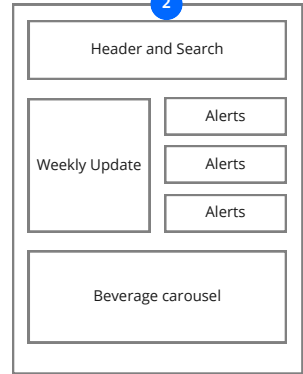 2
Header and Search
Weekly Update
Alerts
Alerts
Alerts
Beverage carousel